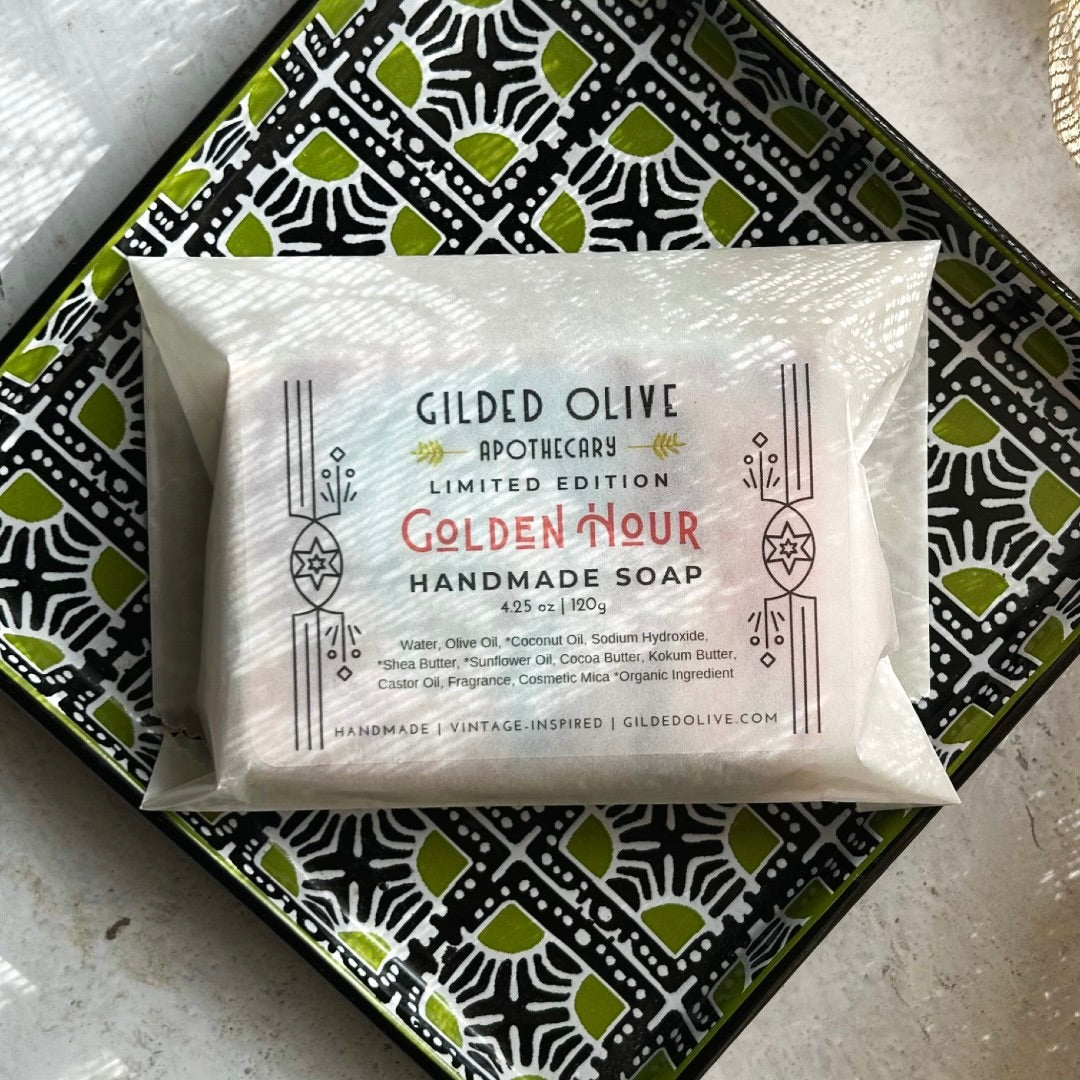 GILDED OLIVE
APOTHECARY
LIMITED EDITION
GOLDEN HOUR
HANDMADE SOAP
4.25 oz | 120g
Water, Olive Oil, *Coconut Oil, Sodium Hydroxide,
*Shea Butter, *Sunflower Oil, Cocoa Butter, Kokum Butter,
Castor Oil, Fragrance, Cosmetic Mica *Organic Ingredient
HANDMADE | VINTAGE-INSPIRED | GILDEDOLIVE.COM